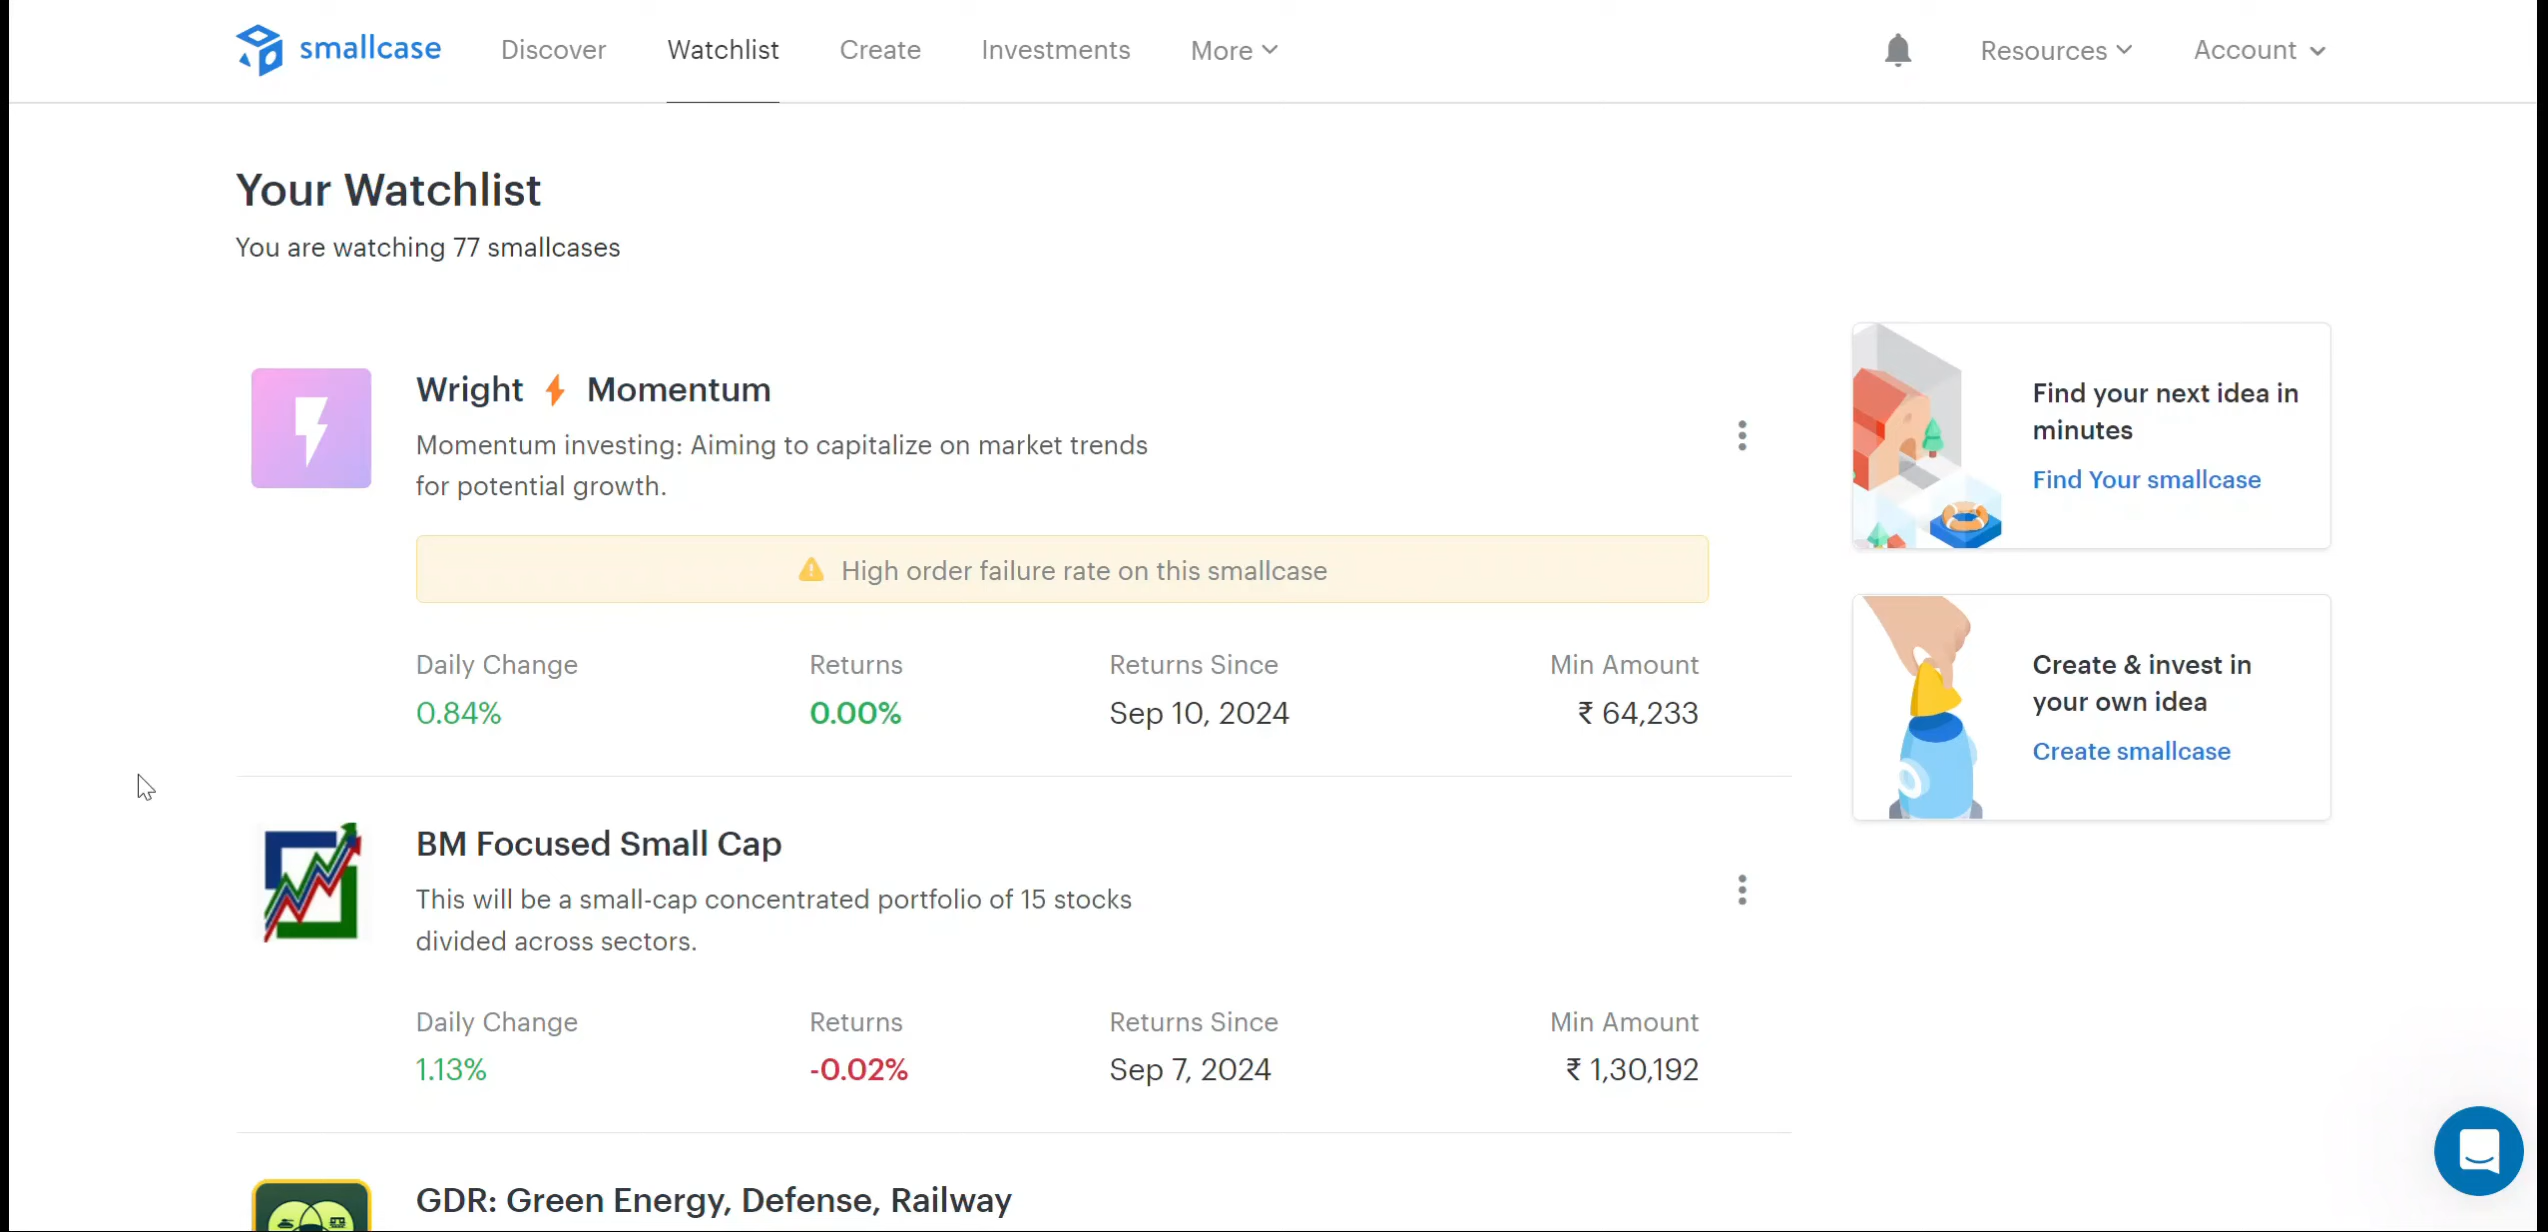 smallcase
Discover
Watchlist
Create
Investments
More
Resources
Account
Your Watchlist
You are watching 77 smallcases
Wright Momentum
Momentum investing: Aiming to capitalize on market trends
for potential growth.
High order failure rate on this smallcase
Daily Change
Returns
Returns Since
Min Amount
0.84%
0.00%
Sep 10, 2024
₹ 64,233
BM Focused Small Cap
This will be a small-cap concentrated portfolio of 15 stocks
divided across sectors.
Daily Change
Returns
Returns Since
Min Amount
1.13%
-0.02%
Sep 7, 2024
₹ 1,30,192
GDR: Green Energy, Defense, Railway
Find your next idea in
minutes
Find Your smallcase
Create & invest in
your own idea
Create smallcase